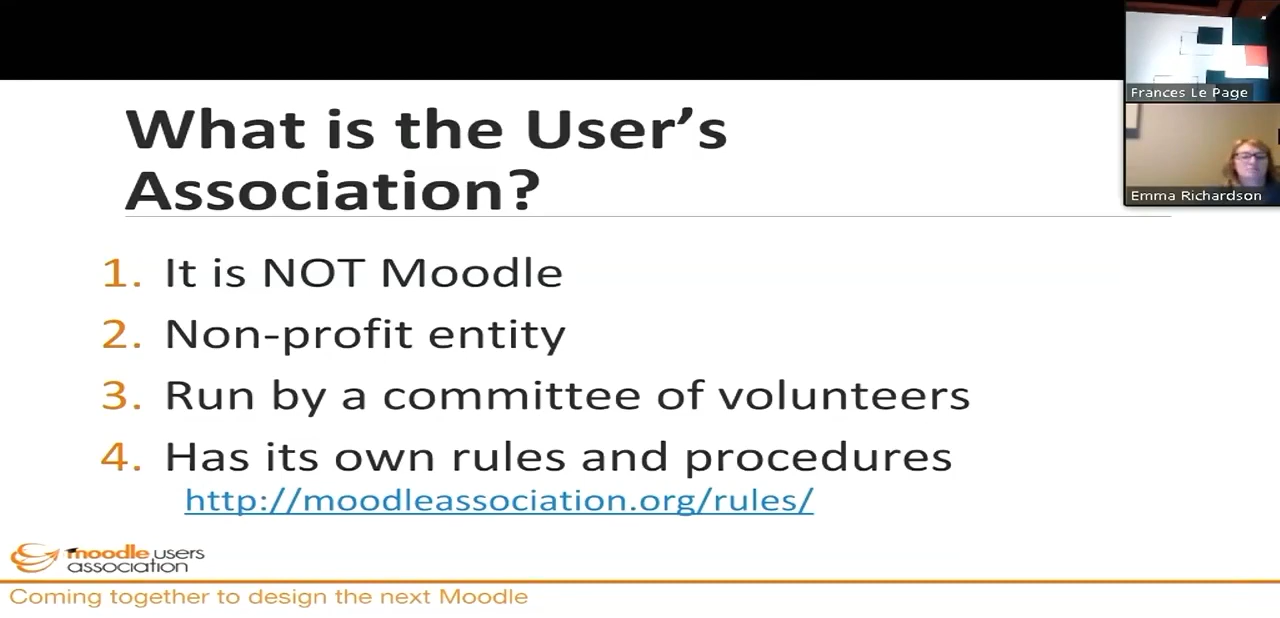 What is the User's
Association?
1. It is NOT Moodle
2. Non-profit entity
3. Run by a committee of volunteers
4. Has its own rules and procedures
http://moodleassociation.org/rules/
moodle users
association
Coming together to design the next Moodle
Frances Le Page
Emma Richardson